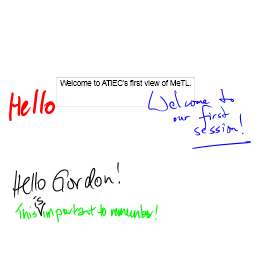 Welcome to ATIEC's first view of MeTL.
Hello
Welcome to
our first
session!
Hello Gordon!
is
This important to remember!